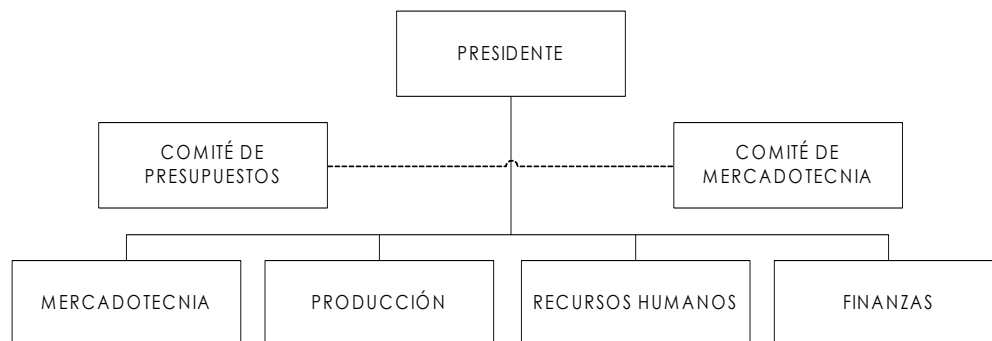 PRESIDENTE
COMITÉ DE
PRESUPUESTOS
COMITÉ DE
MERCADOTECNIA
MERCADOTECNIA
PRODUCCIÓN
RECURSOS HUMANOS
FINANZAS